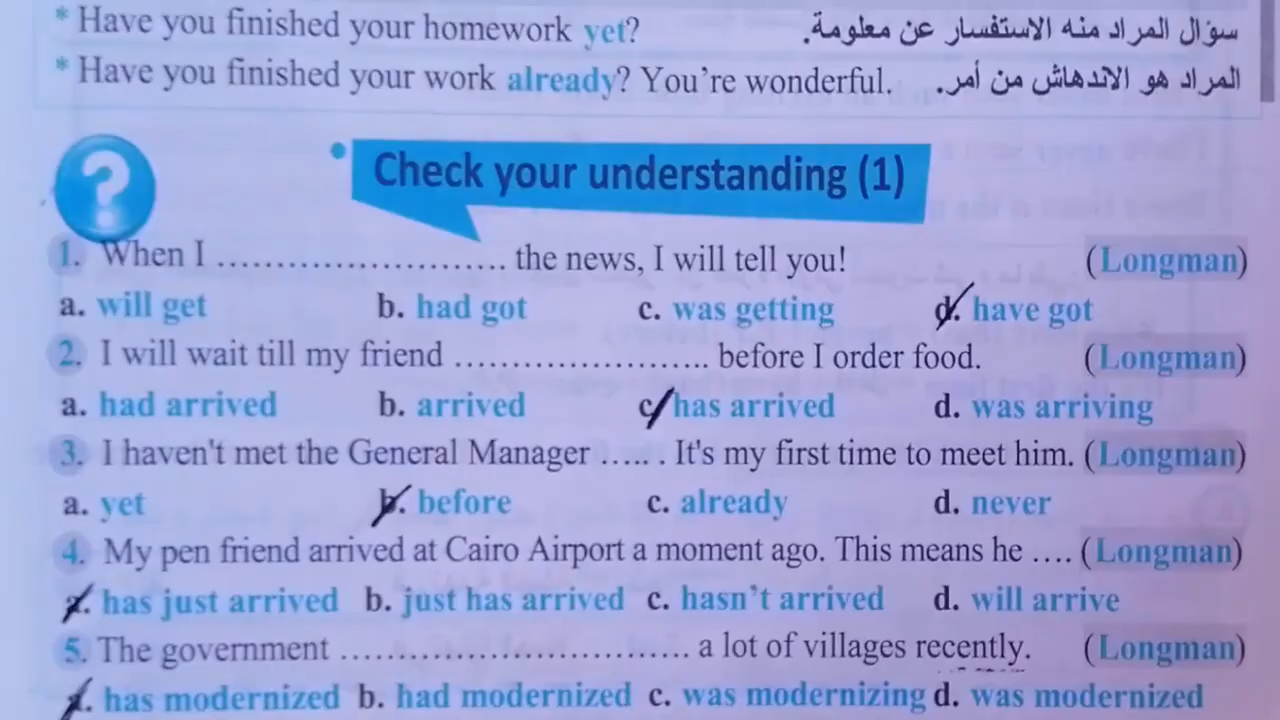 * Have you finished your homework yet? سؤال المراد منه الاستفسار عن معلومة.
* Have you finished your work already? You're wonderful. المراد هو الاندهاش من أمر.
?
Check your understanding (1)
1. When I ........................... the news, I will tell you! (Longman)
a. will get b. had got c. was getting d. have got
2. I will wait till my friend ........................ before I order food. (Longman)
a. had arrived b. arrived c. has arrived d. was arriving
3. I haven't met the General Manager ...... . It's my first time to meet him. (Longman)
a. yet b. before c. already d. never
4. My pen friend arrived at Cairo Airport a moment ago. This means he .... (Longman)
a. has just arrived b. just has arrived c. hasn't arrived d. will arrive
5. The government ................................. a lot of villages recently. (Longman)
a. has modernized b. had modernized c. was modernizing d. was modernized